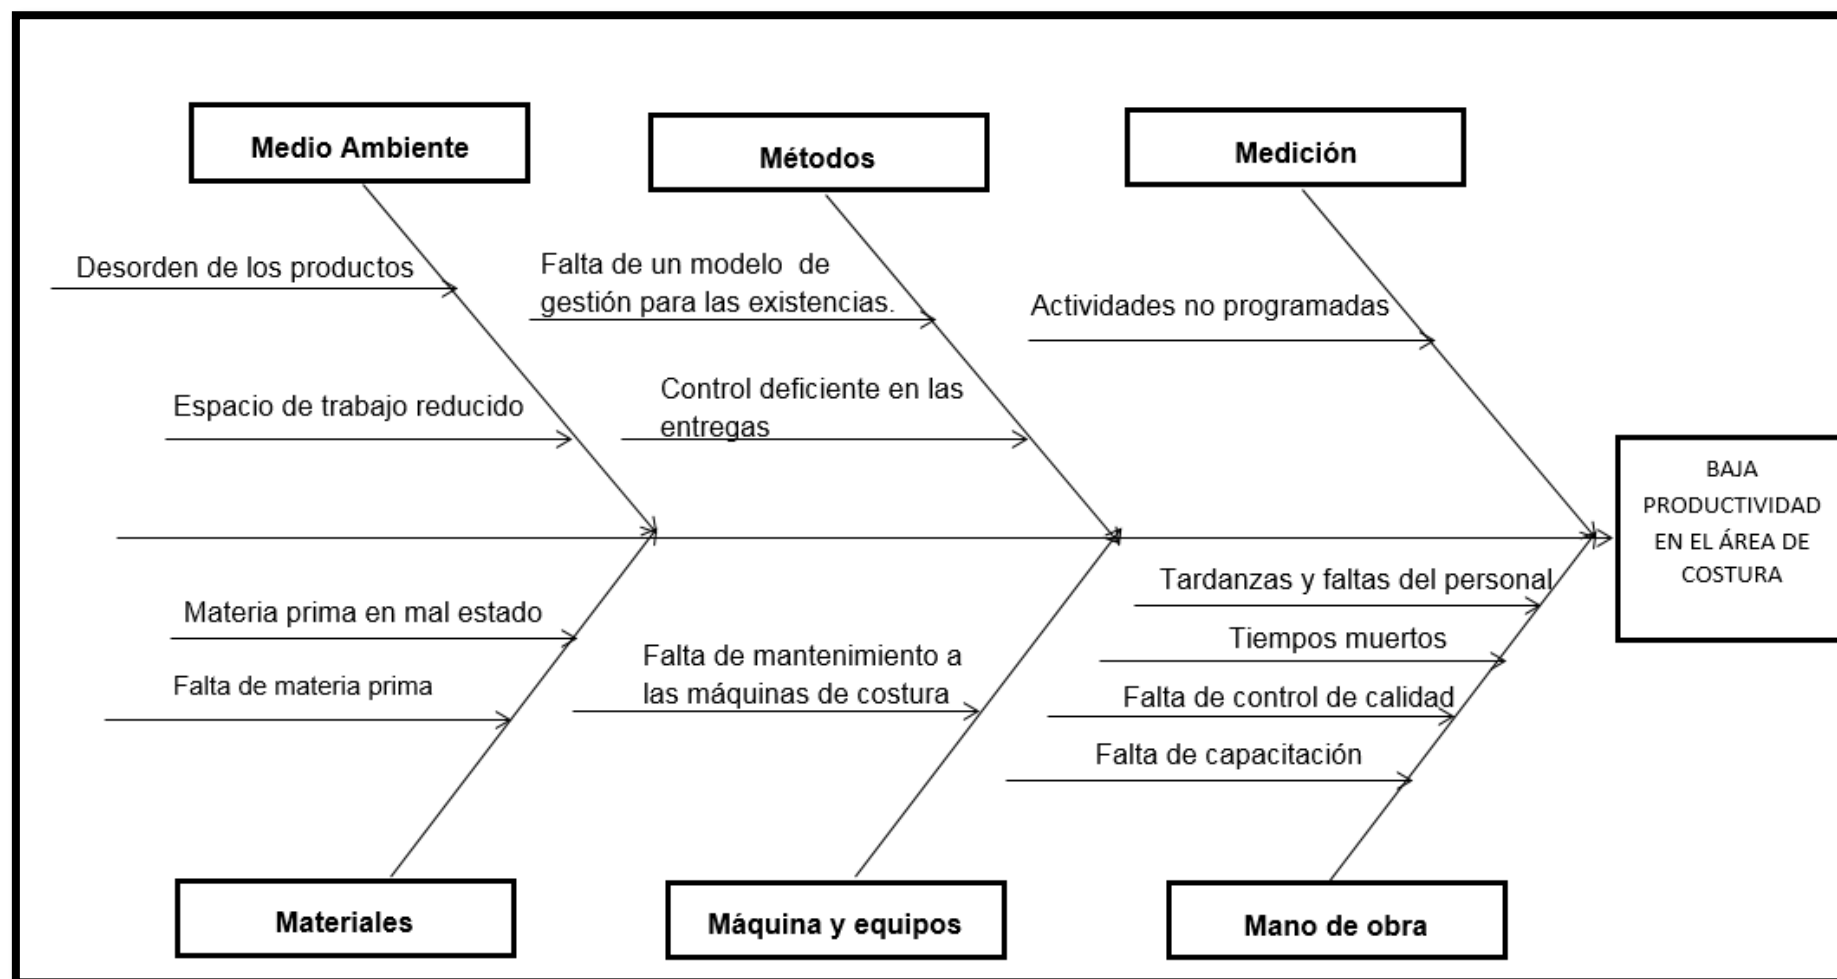 Medio Ambiente
Métodos
Medición
Desorden de los productos
Falta de un modelo de
gestión para las existencias.
Actividades no programadas
Espacio de trabajo reducido
Control deficiente en las
entregas
BAJA
PRODUCTIVIDAD
EN EL ÁREA DE
COSTURA
Materia prima en mal estado
Falta de materia prima
Falta de mantenimiento a
las máquinas de costura
Tardanzas y faltas del personal
Tiempos muertos
Falta de control de calidad
Falta de capacitación
Materiales
Máquina y equipos
Mano de obra